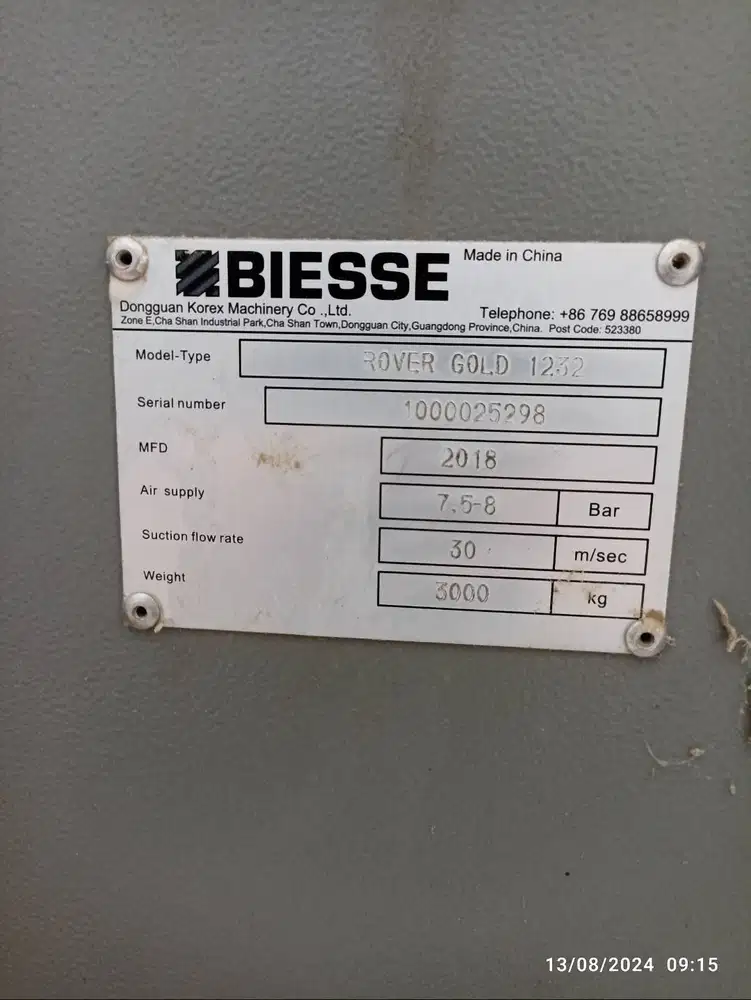 BIESSE
Made in China
Dongguan Korex Machinery Co .,Ltd.
Telephone: +86 769 88658999
Zone E,Cha Shan Industrial Park,Cha Shan Town,Dongguan City,Guangdong Province,China. Post Code: 523380
Model-Type ROVER GOLD 1232
Serial number 1000025298
MFD 2018
Air supply 7.5-8 Bar
Suction flow rate 30 m/sec
Weight 3000 kg
13/08/2024 09:15